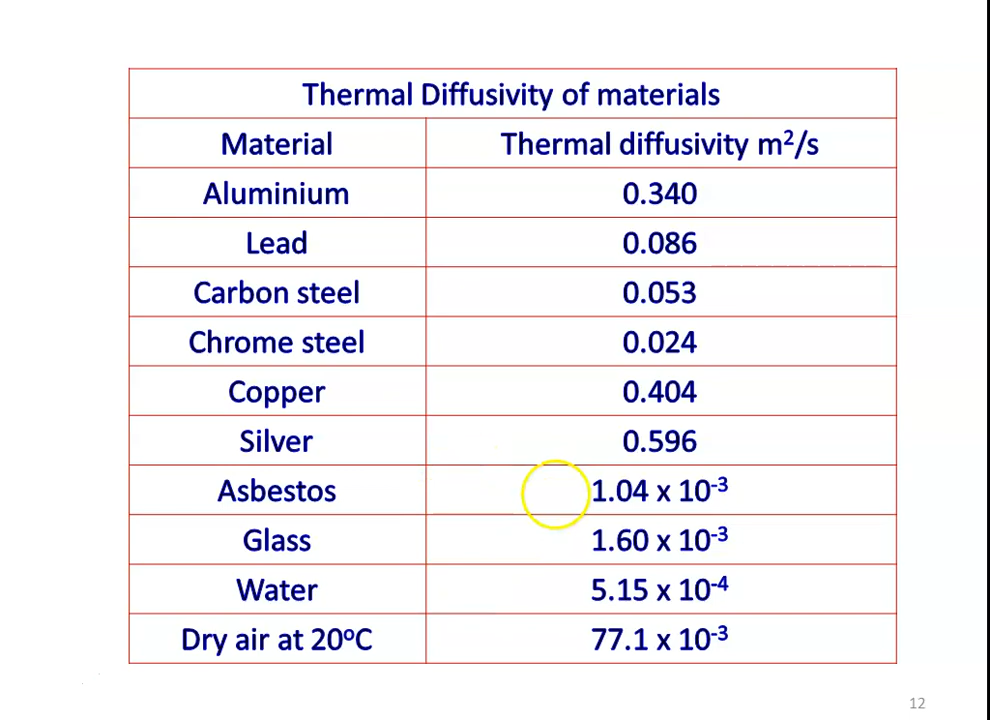 Thermal Diffusivity of materials
Material Thermal diffusivity m²/s
Aluminium 0.340
Lead 0.086
Carbon steel 0.053
Chrome steel 0.024
Copper 0.404
Silver 0.596
Asbestos 1.04 x 10⁻³
Glass 1.60 x 10⁻³
Water 5.15 x 10⁻⁴
Dry air at 20ᵒC 77.1 x 10⁻³
12